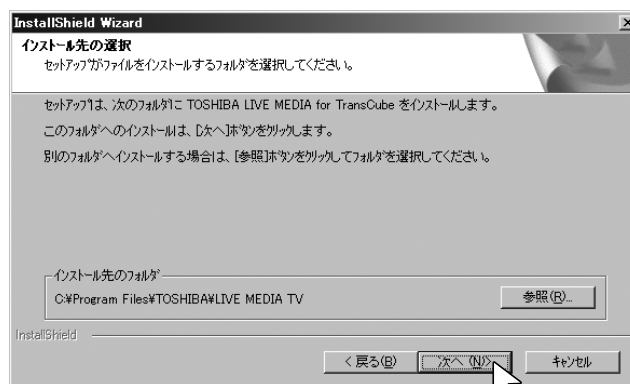 InstallShield Wizard
インストール先の選択
セットアップがファイルをインストールするフォルダを選択してください。
セットアップは、次のフォルダに TOSHIBA LIVE MEDIA for TransCube をインストールします。
このフォルダへのインストールは、[次へ]ボタンをクリックします。
別のフォルダへインストールする場合は、[参照]ボタンをクリックしてフォルダを選択してください。
インストール先のフォルダ
C:¥Program Files¥TOSHIBA¥LIVE MEDIA TV
参照(R)...
InstallShield
< 戻る(B)
次へ (N)>
キャンセル